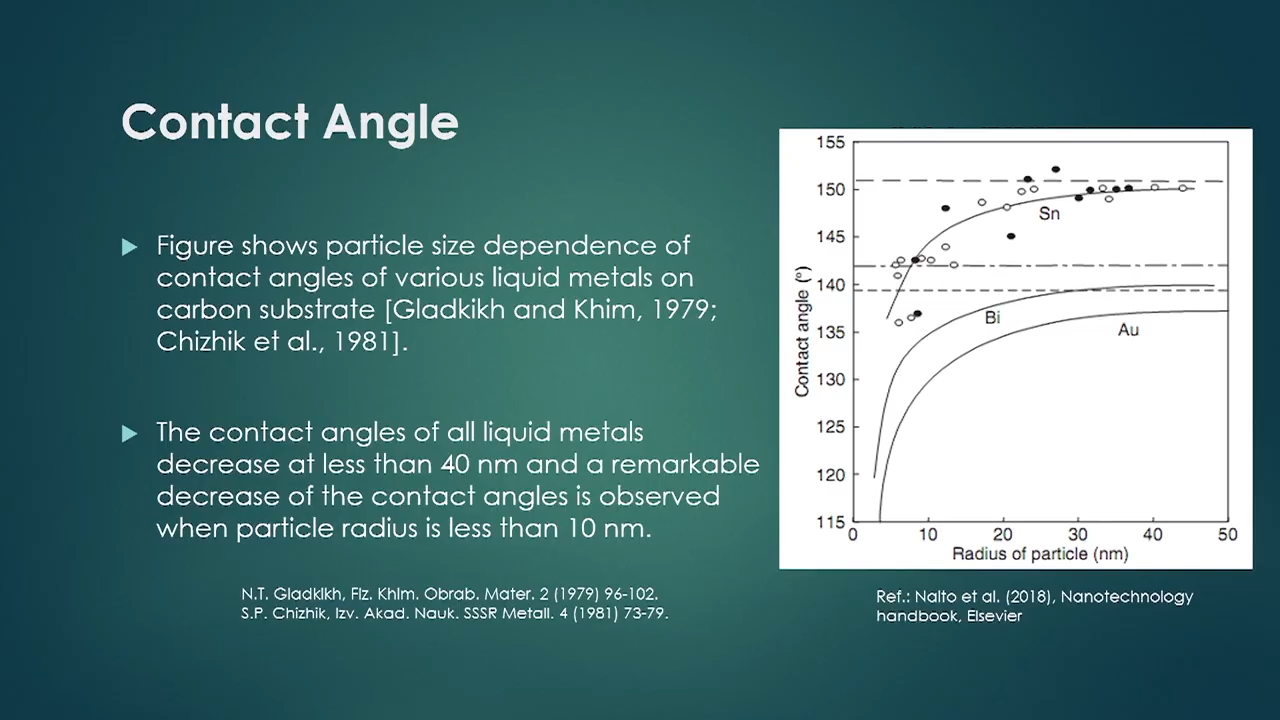 Contact Angle
Figure shows particle size dependence of
contact angles of various liquid metals on
carbon substrate [Gladkikh and Khim, 1979;
Chizhik et al., 1981].
The contact angles of all liquid metals
decrease at less than 40 nm and a remarkable
decrease of the contact angles is observed
when particle radius is less than 10 nm.
N.T. Gladkikh, Fiz. Khim. Obrab. Mater. 2 (1979) 96-102.
S.P. Chizhik, Izv. Akad. Nauk. SSSR Metall. 4 (1981) 73-79.
155
150
145
140
135
130
125
120
115
Contact angle (°)
Sn
Bi
Au
0 10 20 30 40 50
Radius of particle (nm)
Ref.: Naito et al. (2018), Nanotechnology
handbook, Elsevier